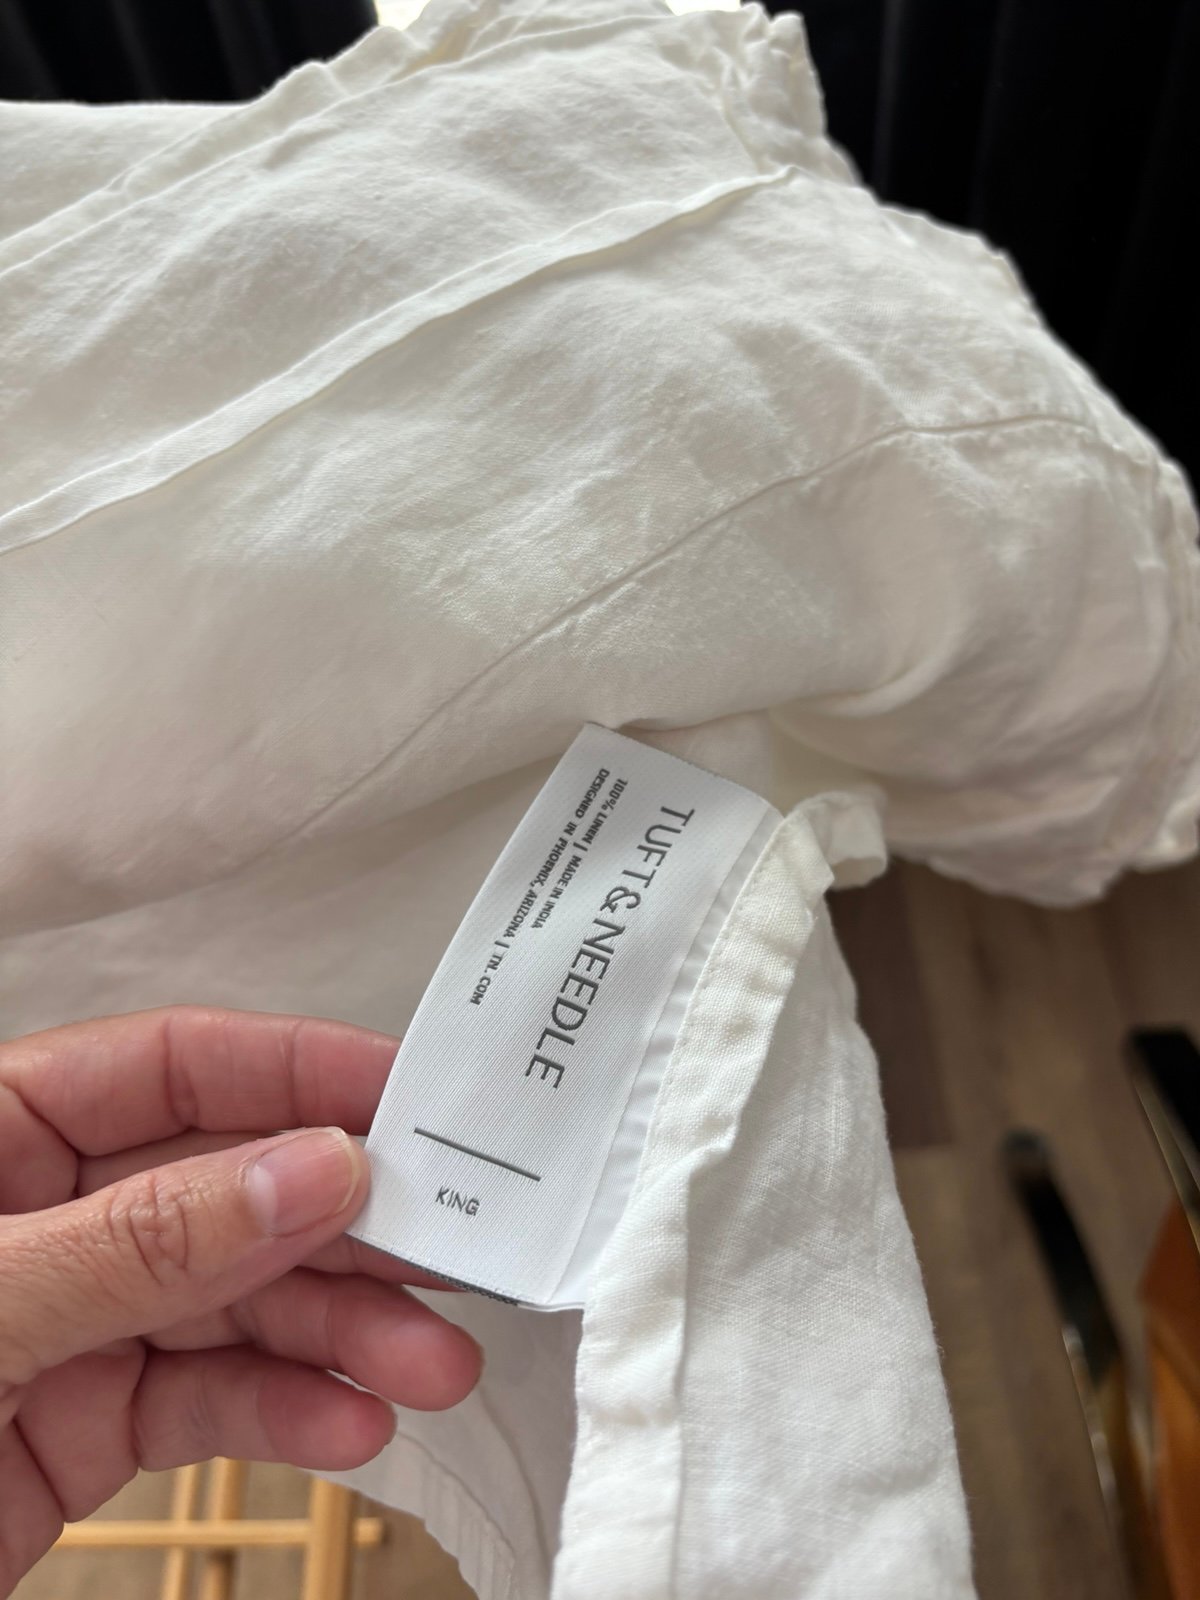 TUFT & NEEDLE
100% LINEN | MADE IN INDIA
DESIGNED IN PHOENIX, ARIZONA | TN.COM
KING